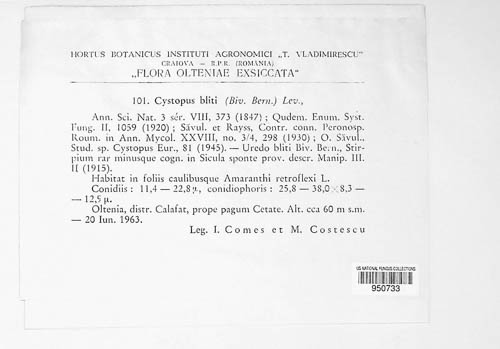 HORTUS BOTANICUS INSTITUTI AGRONOMICI „T. VLADIMIRESCU"
CRAIOVA — R.P.R. (ROMÂNIA)
„FLORA OLTENIAE EXSICCATA"
101. Cystopus bliti (Biv. Bern.) Lev.,
Ann. Sci. Nat. 3 sér. VIII, 373 (1847) ; Qudem. Enum. Syst.
Fung. II, 1059 (1920) ; Săvul. et Rayss, Contr. conn. Peronosp.
Roum. in Ann. Mycol. XXVIII, no. 3/4, 298 (1930) ; O. Săvul.
Stud. sp. Cystopus Eur., 81 (1945). — Uredo bliti Biv. Bern., Stir-
pium rar minusque cogn. in Sicula sponte prov. descr. Manip. III.
II (1915).
Habitat in foliis caulibusque Amaranthi retroflexi L.
Conidiis : 11,4 — 22,8 μ, conidiophoris : 25,8 — 38,0 × 8,3 —
— 12,5 μ.
Oltenia, distr. Calafat, prope pagum Cetate. Alt. cca 60 m s.m.
— 20 Iun. 1963.
Leg. I. Comes et M. Costescu
US NATIONAL FUNGUS COLLECTIONS
950733